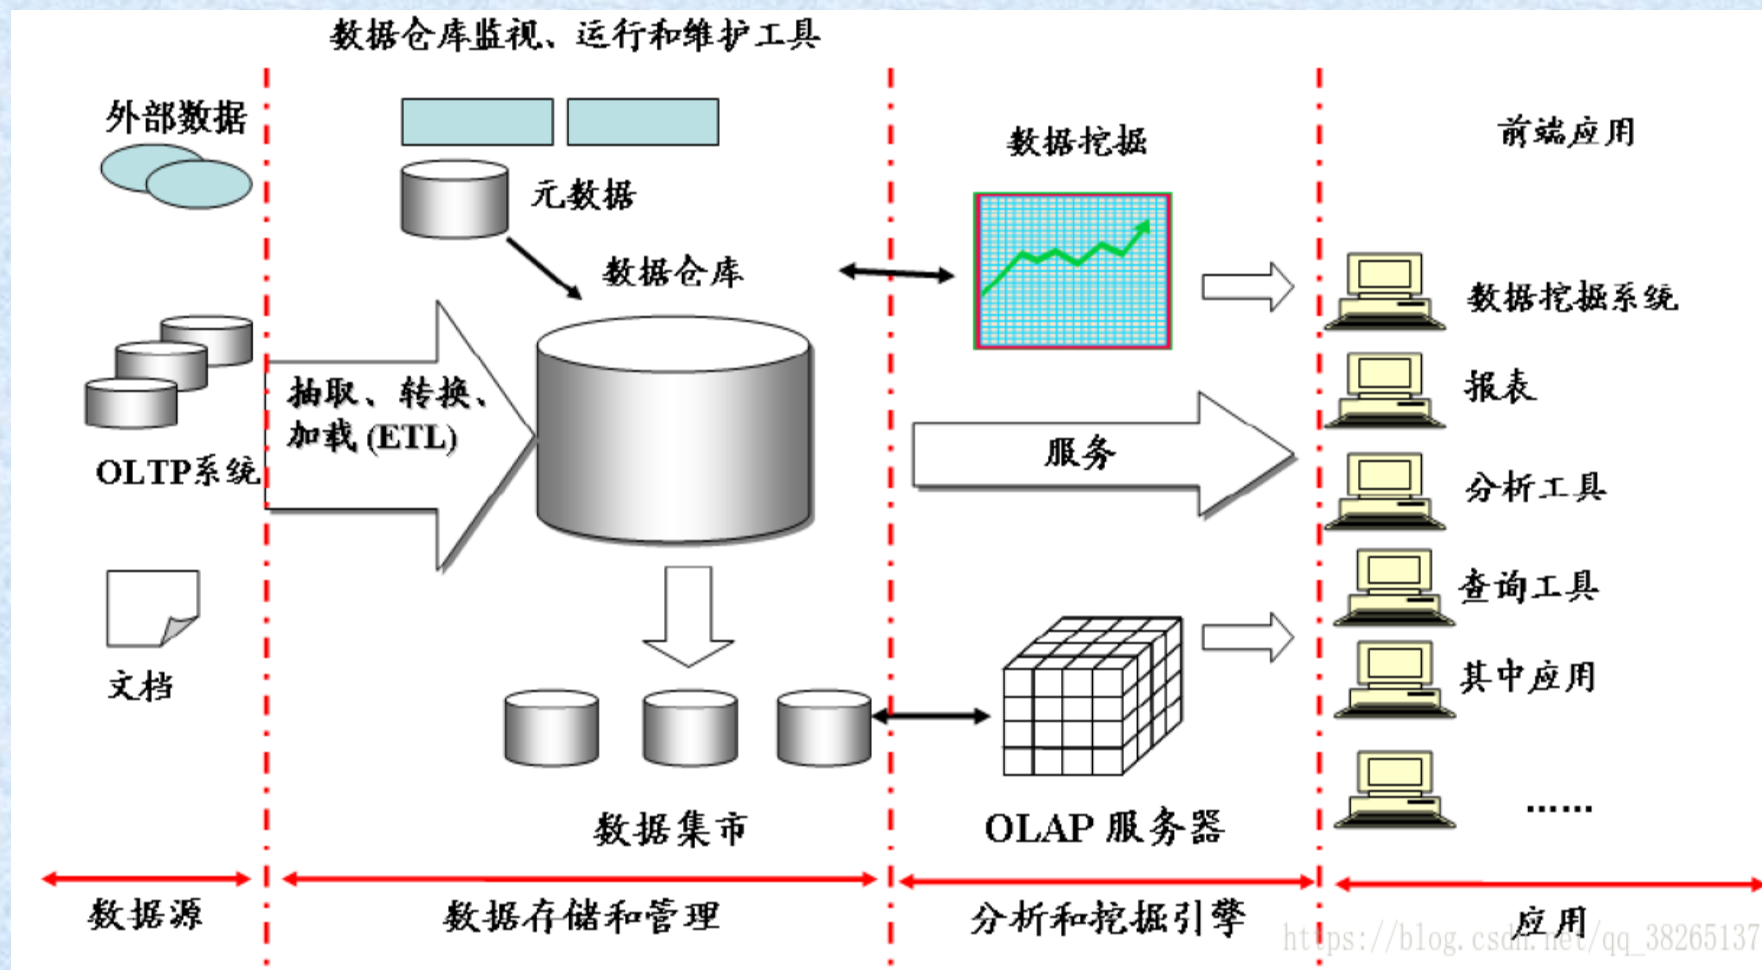 数据仓库监视、运行和维护工具
外部数据
元数据
数据仓库
数据挖掘
前端应用
抽取、转换、
加载 (ETL)
OLTP系统
文档
数据集市
服务
OLAP 服务器
数据挖掘系统
报表
分析工具
查询工具
其中应用
......
数据源
数据存储和管理
分析和挖掘引擎
应用
https://blog.csdn.net/qq_38265137